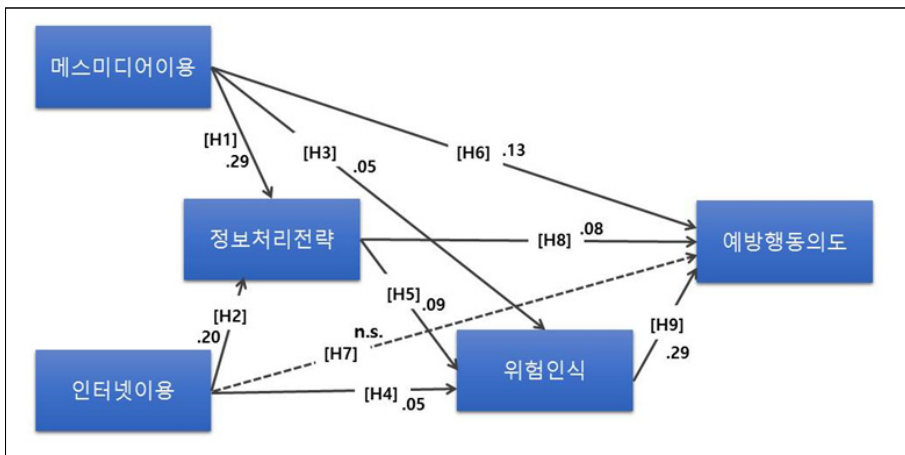 메스미디어이용
[H1]
.29
[H3]
.05
[H6] .13
정보처리전략
[H8] .08
예방행동의도
[H2]
.20
[H5]
.09
n.s.
[H7]
[H9]
.29
인터넷이용
[H4] .05
위험인식